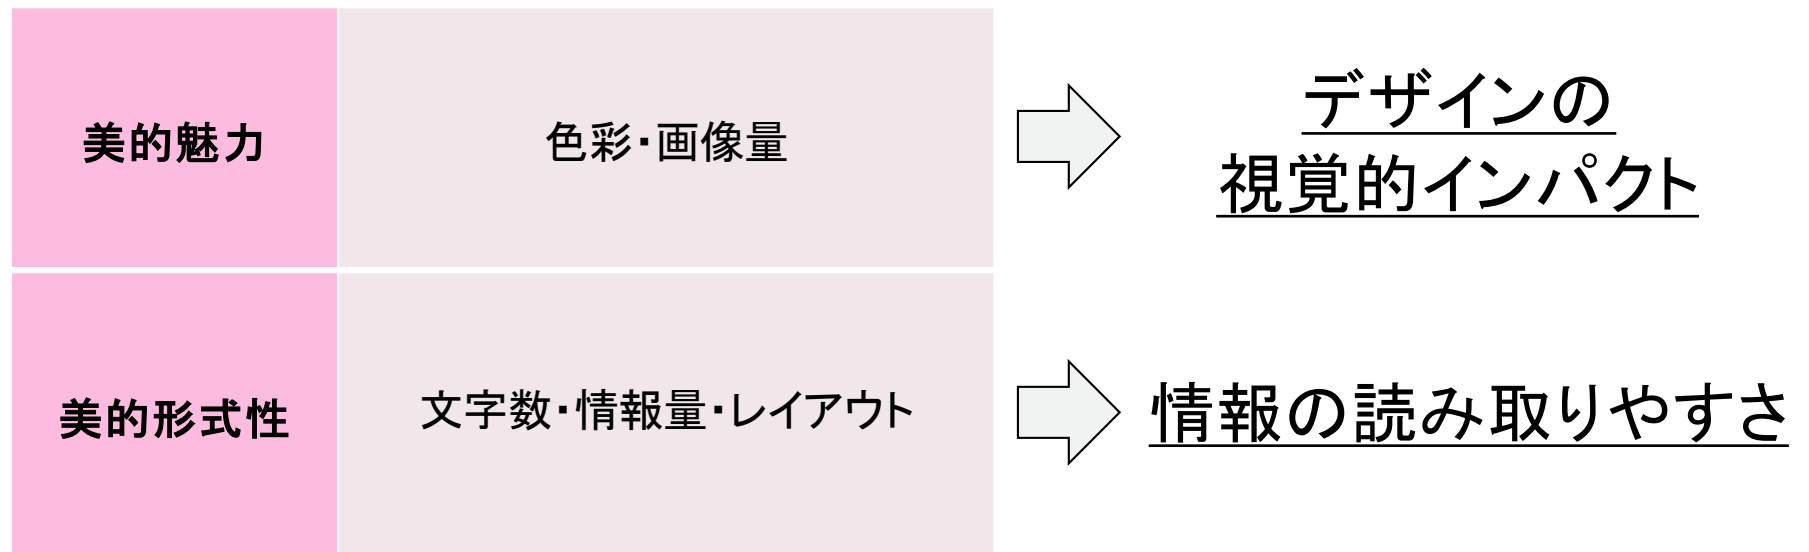 美的魅力
色彩・画像量
デザインの
視覚的インパクト
美的形式性
文字数・情報量・レイアウト
情報の読み取りやすさ